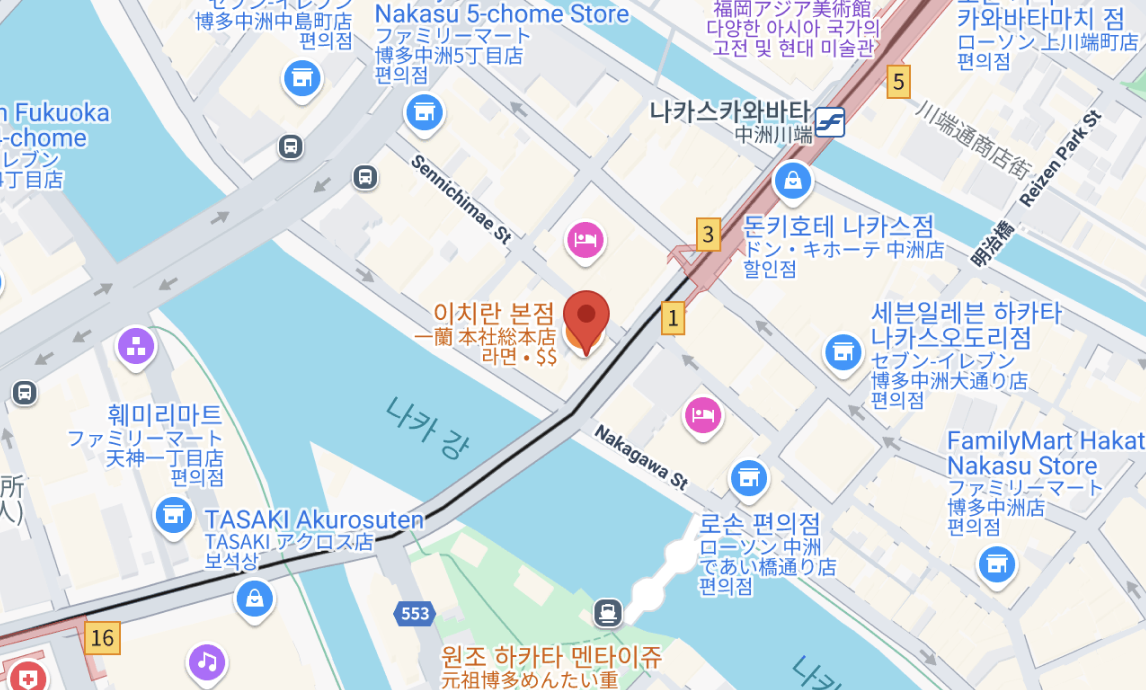 セブン-イレブン
博多中洲中島町店
편의점
Nakasu 5-chome Store
ファミリーマート
博多中洲5丁目店
편의점
福岡アジア美術館
다양한 아시아 국가의
고전 및 현대 미술관
카와바타마치 점
ローソン 上川端町店
편의점
5
n Fukuoka
4-chome
イレブン
4丁目店
나카스카와바타
中洲川端
川端通商店街
Reizen Park St
明治橋
Sennichimae St
3
돈키호테 나카스점
ドン・キホーテ 中洲店
할인점
이치란 본점
一蘭 本社総本店
라면 • $$
1
세븐일레븐 하카타
나카스오도리점
セブン-イレブン
博多中洲大通り店
편의점
훼미리마트
ファミリーマート
天神一丁目店
편의점
나카 강
Nakagawa St
FamilyMart Hakat
Nakasu Store
ファミリーマート
博多中洲店
편의점
所
人)
TASAKI Akurosuten
TASAKI アクロス店
보석상
로손 편의점
ローソン 中洲
であい橋通り店
편의점
553
16
원조 하카타 멘타이쥬
元祖博多めんたい重
나카